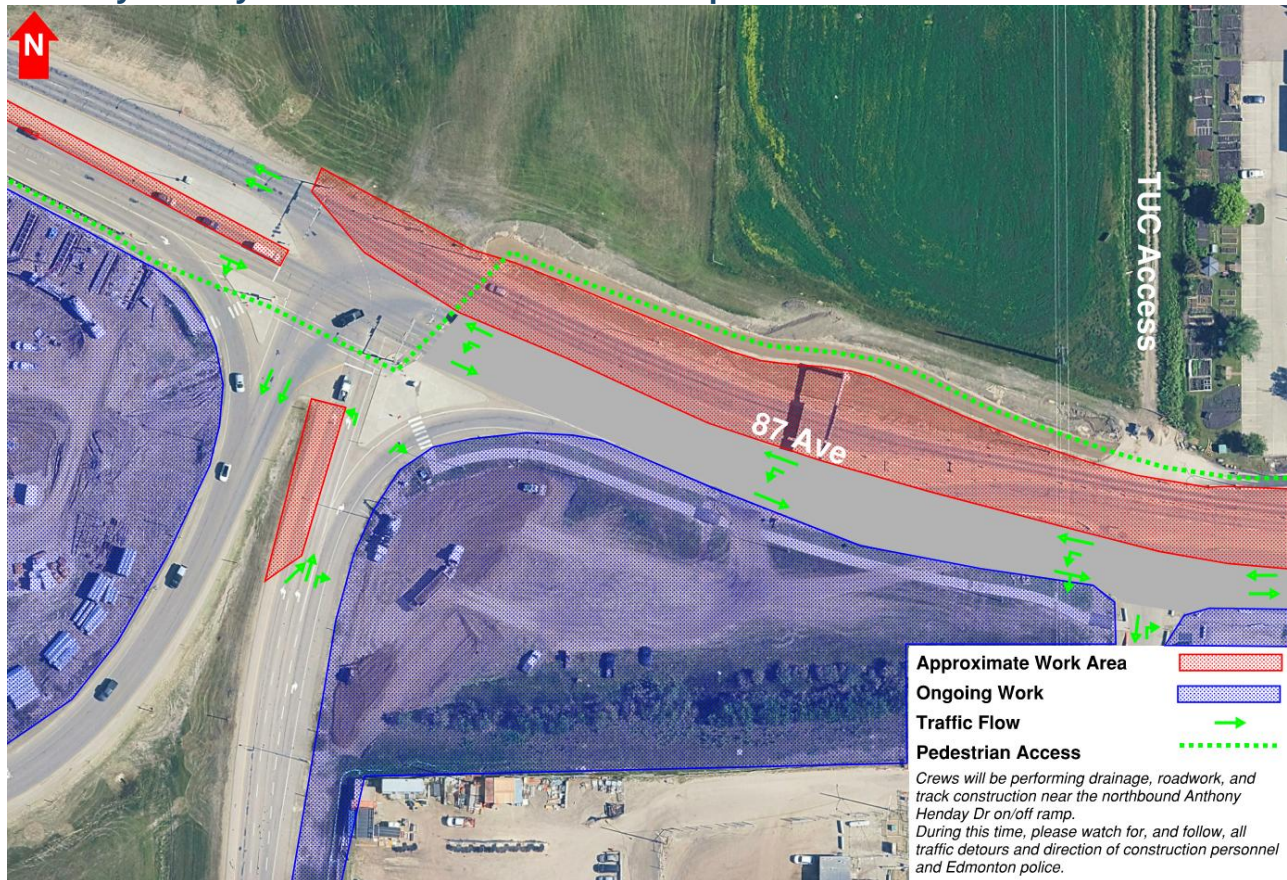 N
TUC Access
87 Ave
Approximate Work Area
Ongoing Work
Traffic Flow
Pedestrian Access
Crews will be performing drainage, roadwork, and
track construction near the northbound Anthony
Henday Dr on/off ramp.
During this time, please watch for, and follow, all
traffic detours and direction of construction personnel
and Edmonton police.